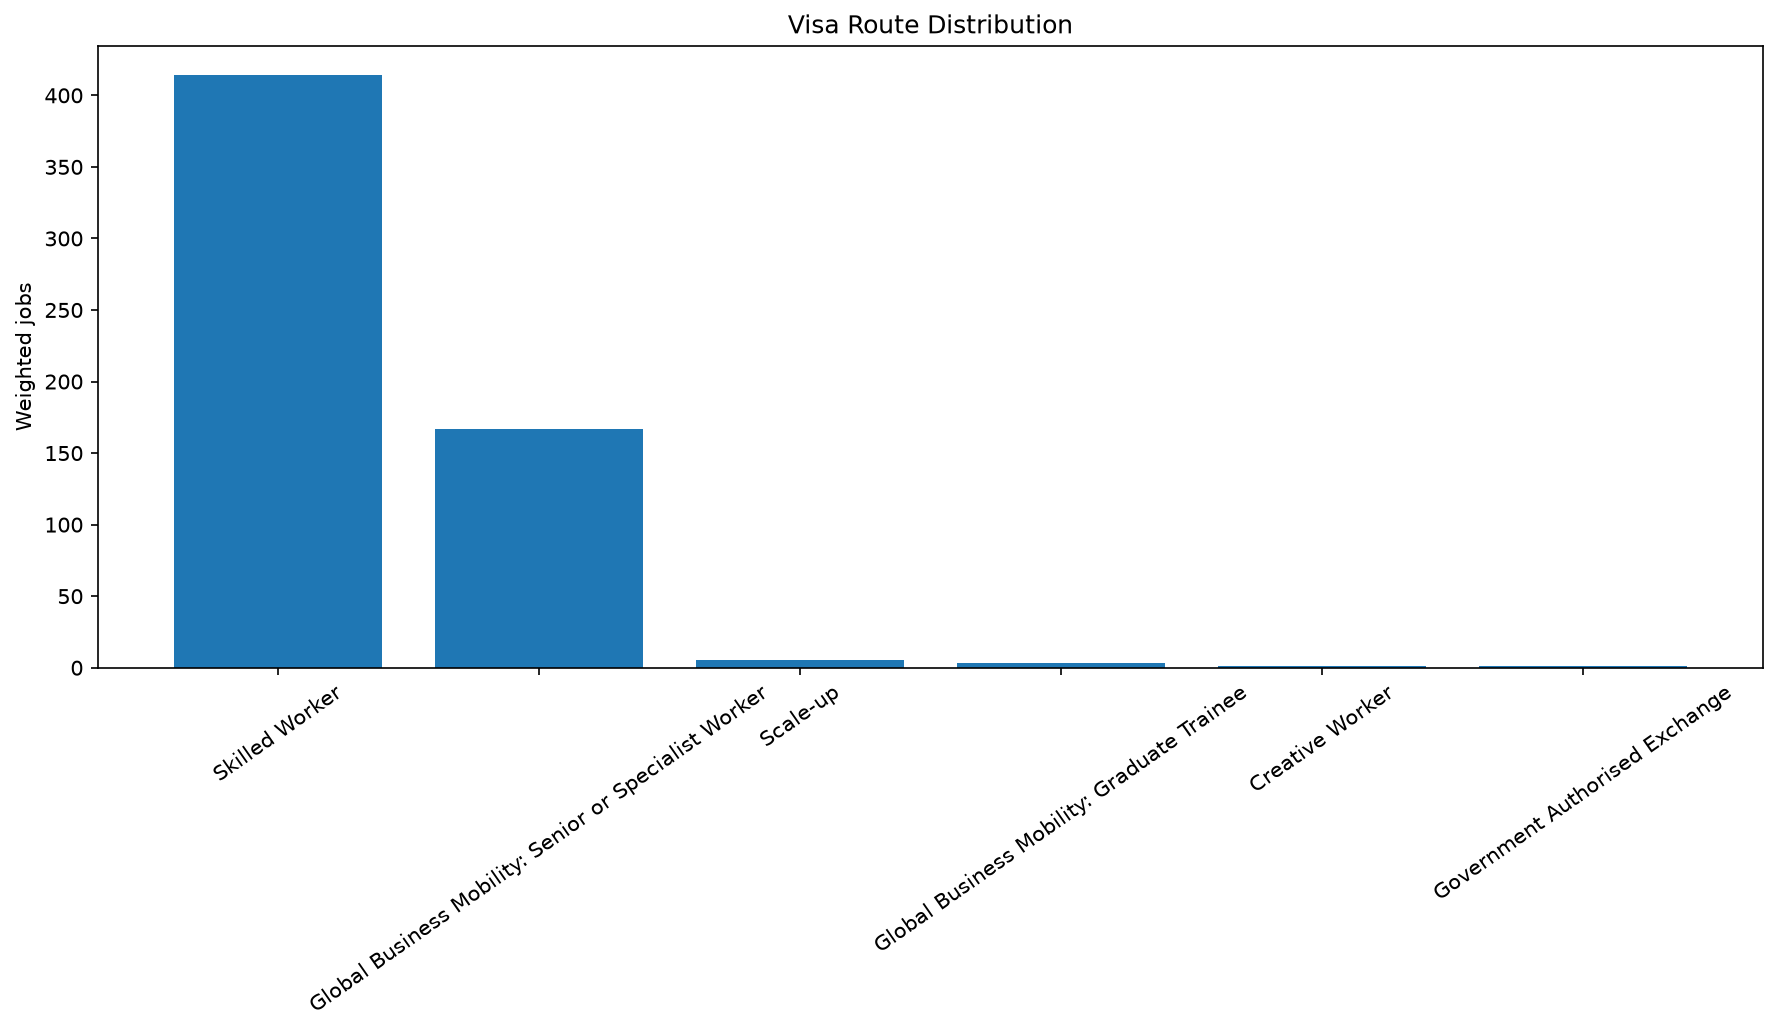 Visa Route Distribution
Weighted jobs
400
350
300
250
200
150
100
50
0
Skilled Worker
Global Business Mobility: Senior or Specialist Worker
Scale-up
Global Business Mobility: Graduate Trainee
Creative Worker
Government Authorised Exchange